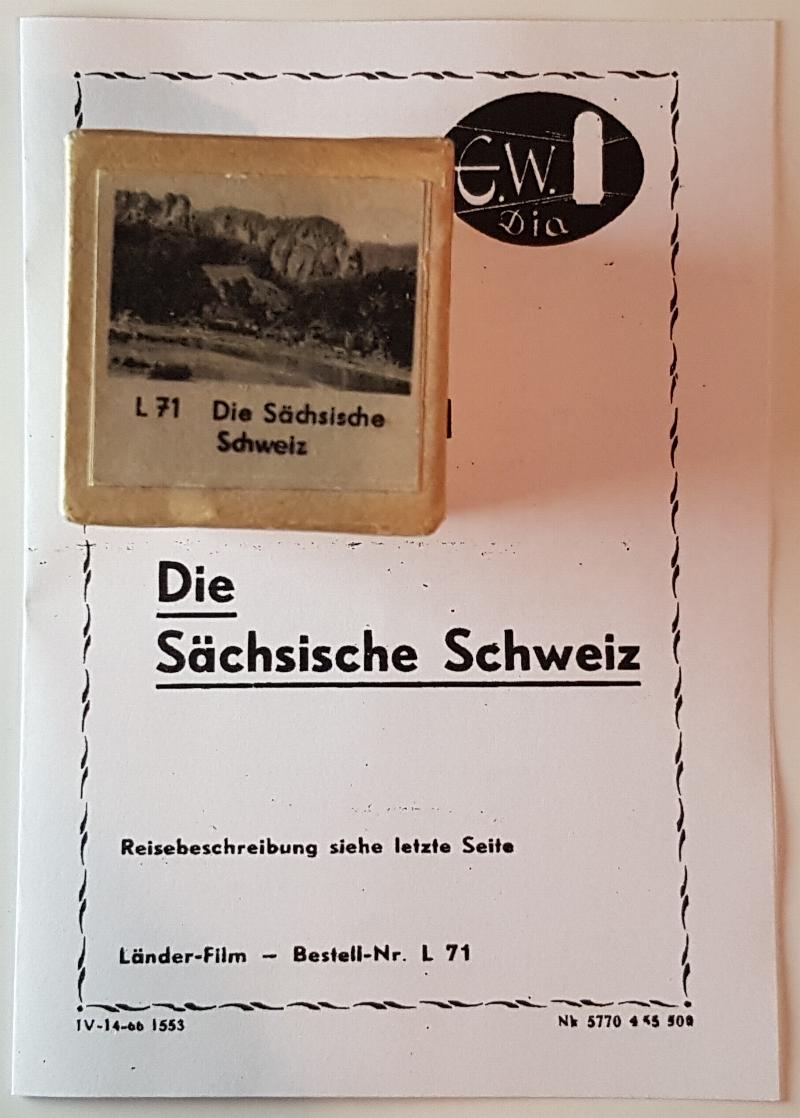 E.W.
Dia
L 71 Die Sächsische
Schweiz
Die
Sächsische Schweiz
Reisebeschreibung siehe letzte Seite
Länder-Film – Bestell-Nr. L 71
IV-14-66 1553
Nk 5770 4 55 500